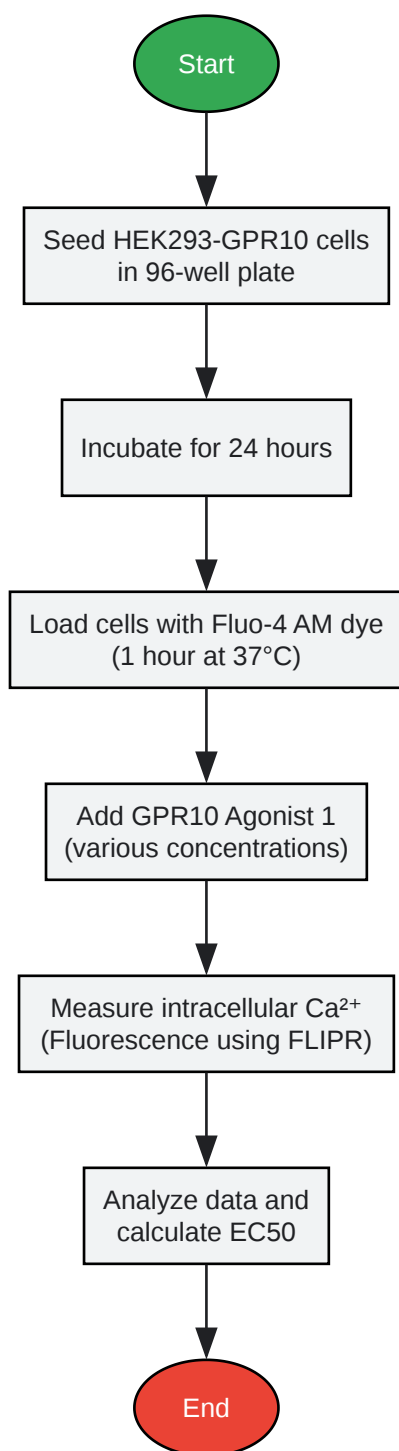 Start
Seed HEK293-GPR10 cells
in 96-well plate
Incubate for 24 hours
Load cells with Fluo-4 AM dye
(1 hour at 37°C)
Add GPR10 Agonist 1
(various concentrations)
Measure intracellular Ca²⁺
(Fluorescence using FLIPR)
Analyze data and
calculate EC50
End